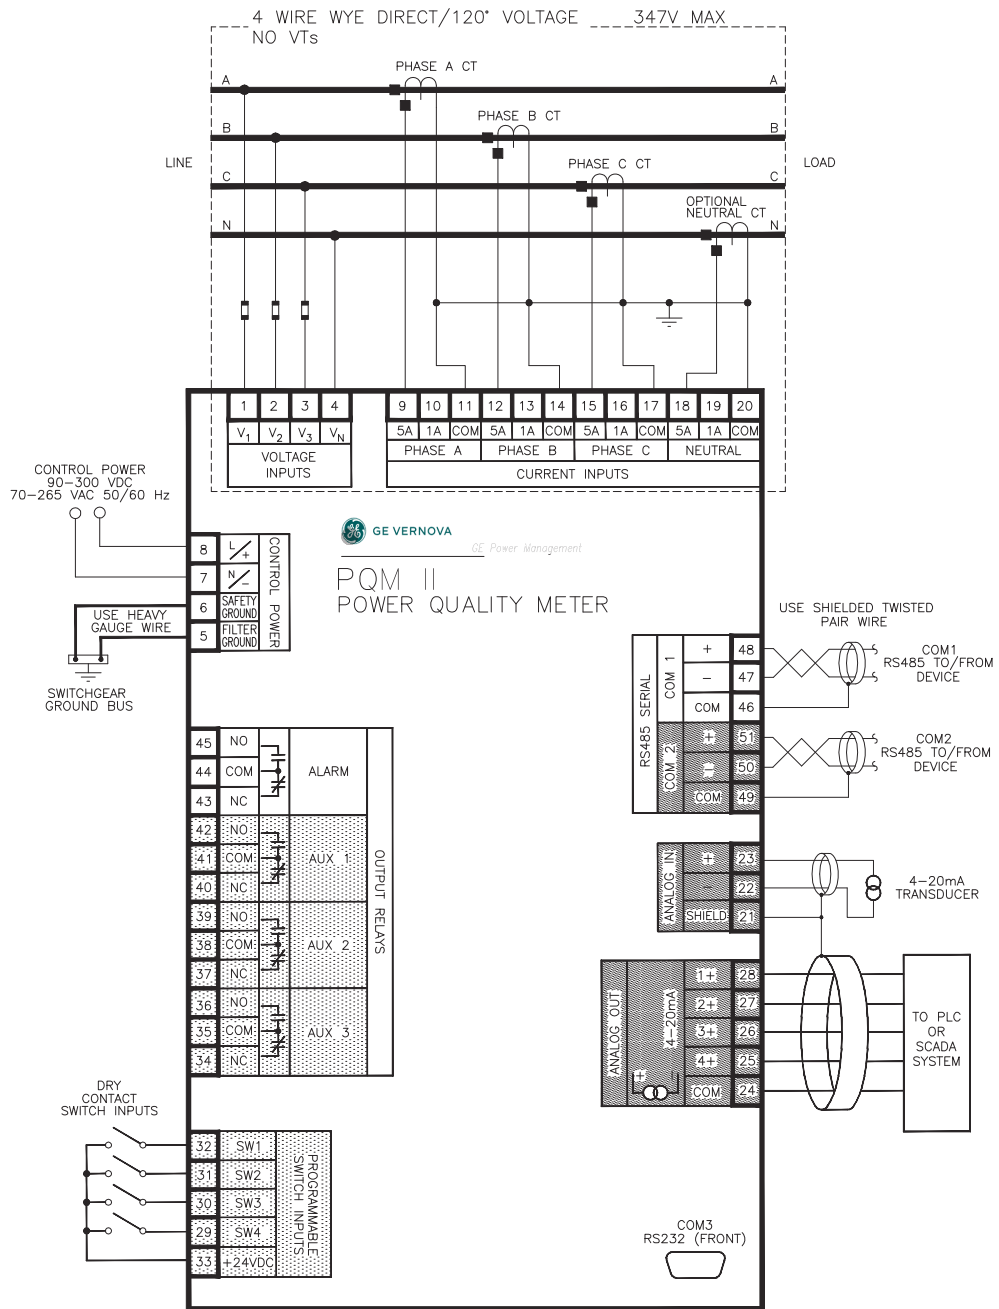 4 WIRE WYE DIRECT/120° VOLTAGE 347V MAX
NO VTs
PHASE A CT
A A
PHASE B CT
B B
LINE
PHASE C CT
LOAD
C C
OPTIONAL
NEUTRAL CT
N N
1 2 3 4 9 10 11 12 13 14 15 16 17 18 19 20
V1 V2 V3 VN 5A 1A COM 5A 1A COM 5A 1A COM 5A 1A COM
VOLTAGE
INPUTS
PHASE A PHASE B PHASE C NEUTRAL
CURRENT INPUTS
CONTROL POWER
90-300 VDC
70-265 VAC 50/60 Hz
GE VERNOVA
GE Power Management
PQM II
POWER QUALITY METER
8 L/+
7 N/-
6 SAFETY
GROUND
5 FILTER
GROUND
CONTROL POWER
USE HEAVY
GAUGE WIRE
SWITCHGEAR
GROUND BUS
USE SHIELDED TWISTED
PAIR WIRE
RS485 SERIAL
COM 1
+ 48
- 47
COM 46
COM1
RS485 TO/FROM
DEVICE
COM 2
+ 51
- 50
COM 49
COM2
RS485 TO/FROM
DEVICE
45 NO
44 COM
43 NC
ALARM
42 NO
41 COM
40 NC
AUX 1
39 NO
38 COM
37 NC
AUX 2
36 NO
35 COM
34 NC
AUX 3
OUTPUT RELAYS
ANALOG IN
+ 23
- 22
SHIELD 21
4-20mA
TRANSDUCER
ANALOG OUT
4-20mA
+ -
1+ 28
2+ 27
3+ 26
4+ 25
COM 24
TO PLC
OR
SCADA
SYSTEM
DRY
CONTACT
SWITCH INPUTS
32 SW1
31 SW2
30 SW3
29 SW4
33 +24VDC
PROGRAMMABLE
SWITCH INPUTS
COM3
RS232 (FRONT)